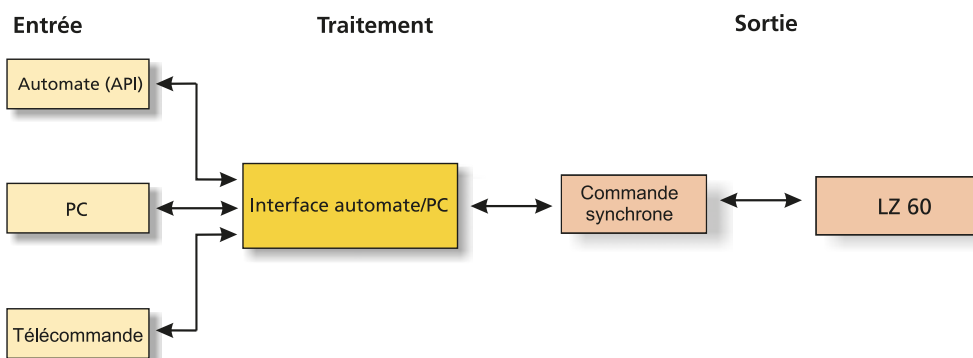 Entrée
Traitement
Sortie
Automate (API)
PC
Télécommande
Interface automate/PC
Commande
synchrone
LZ 60